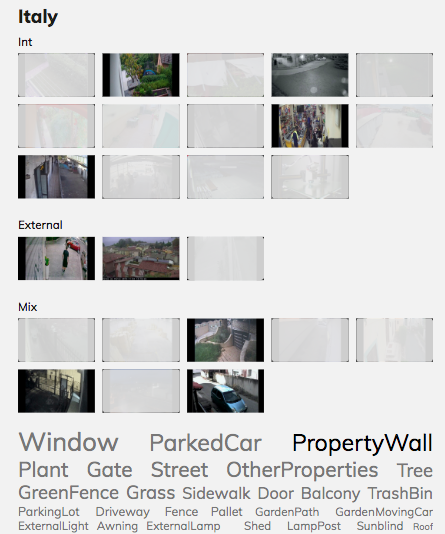 Italy
Int
External
Mix
Window ParkedCar PropertyWall
Plant Gate Street OtherProperties Tree
GreenFence Grass Sidewalk Door Balcony TrashBin
ParkingLot Driveway Fence Pallet GardenPath GardenMovingCar
ExternalLight Awning ExternalLamp Shed LampPost Sunblind Roof